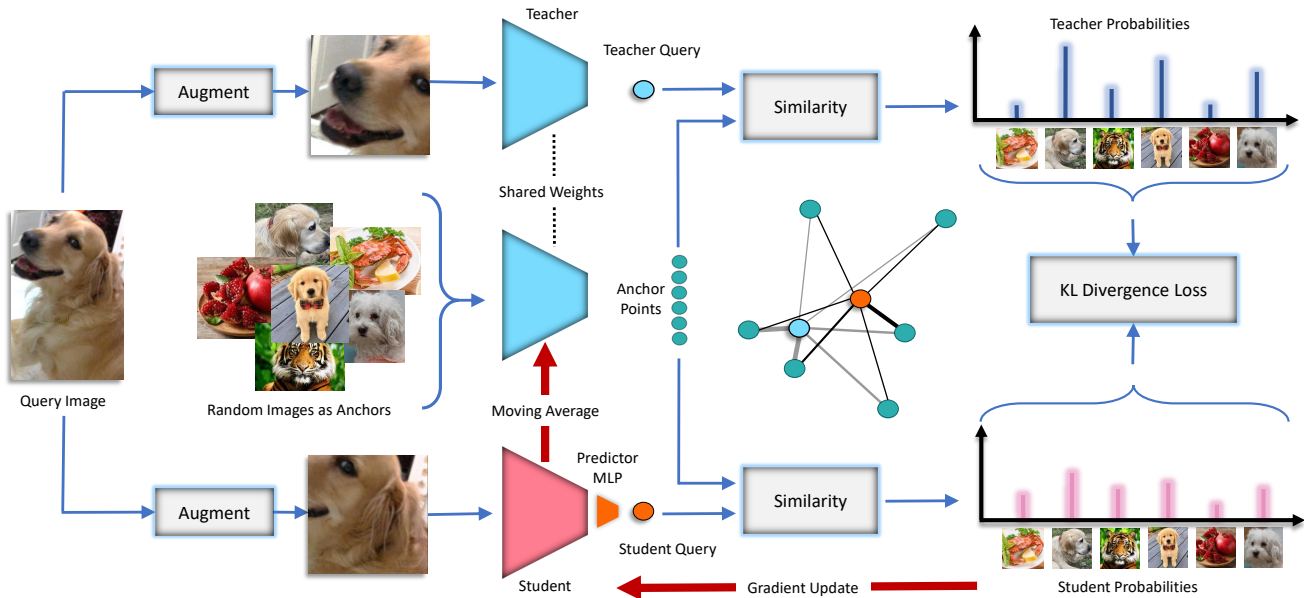 Teacher
Teacher Probabilities
Teacher Query
Augment
Similarity
Shared Weights
Anchor
Points
KL Divergence Loss
Query Image
Random Images as Anchors
Moving Average
Predictor
MLP
Augment
Similarity
Student Query
Student
Gradient Update
Student Probabilities